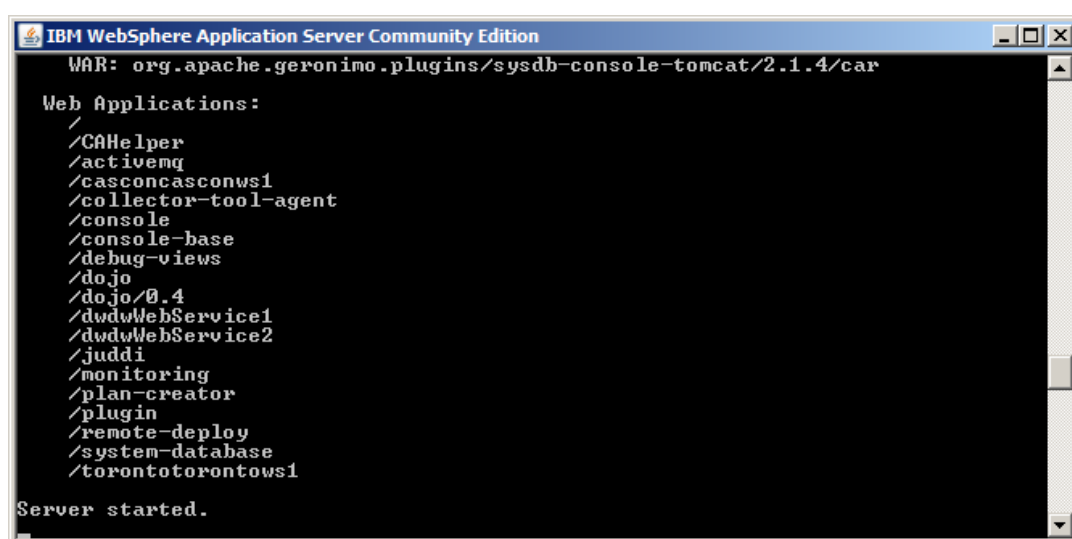 IBM WebSphere Application Server Community Edition
WAR: org.apache.geronimo.plugins/sysdb-console-tomcat/2.1.4/car
Web Applications:
/
/CAHelper
/activemq
/casconcasconws1
/collector-tool-agent
/console
/console-base
/debug-views
/dojo
/dojo/0.4
/dwdwWebService1
/dwdwWebService2
/juddi
/monitoring
/plan-creator
/plugin
/remote-deploy
/system-database
/torontotorontows1
Server started.